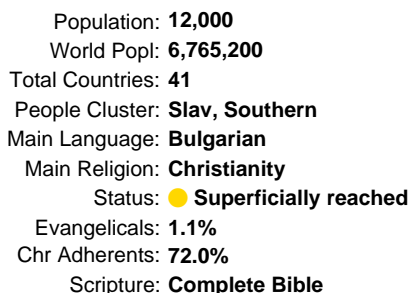 Population: 12,000
World Popl: 6,765,200
Total Countries: 41
People Cluster: Slav, Southern
Main Language: Bulgarian
Main Religion: Christianity
Status: Superficially reached
Evangelicals: 1.1%
Chr Adherents: 72.0%
Scripture: Complete Bible